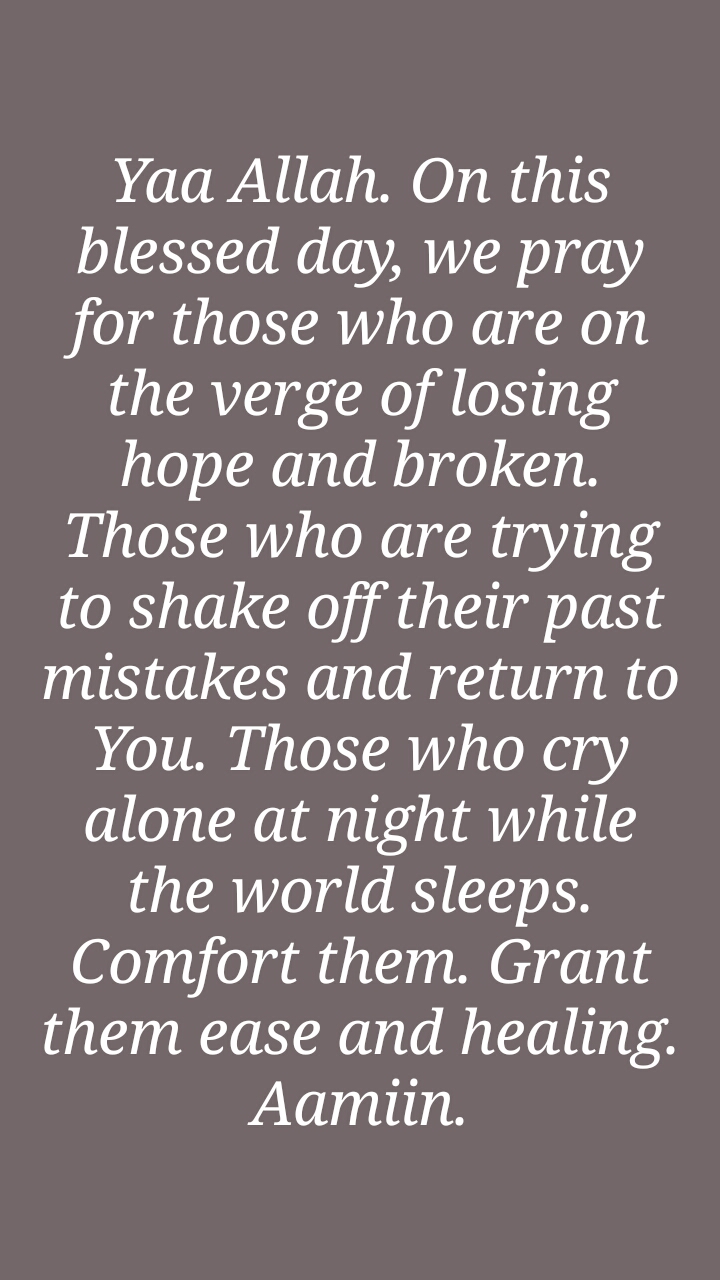 Yaa Allah. On this
blessed day, we pray
for those who are on
the verge of losing
hope and broken.
Those who are trying
to shake off their past
mistakes and return to
You. Those who cry
alone at night while
the world sleeps.
Comfort them. Grant
them ease and healing.
Aamiin.